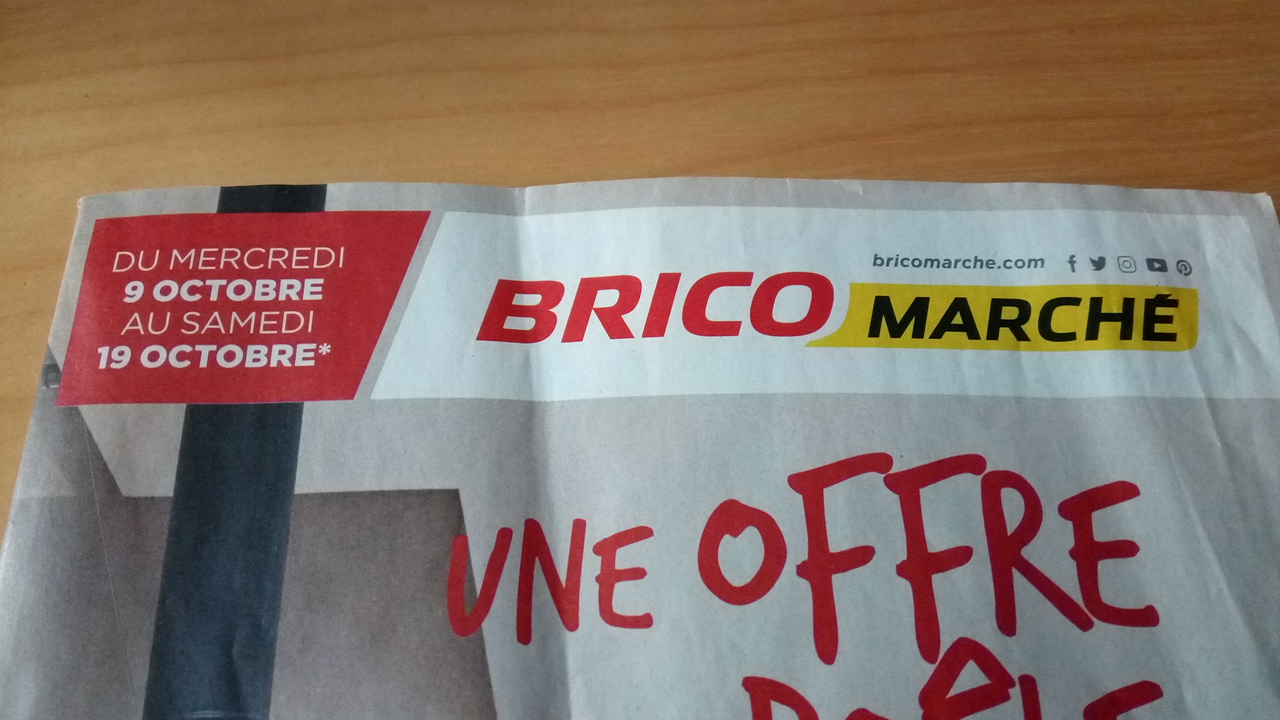 DU MERCREDI
9 OCTOBRE
AU SAMEDI
19 OCTOBRE*
bricomarche.com
BRICO MARCHÉ
UNE OFFRE